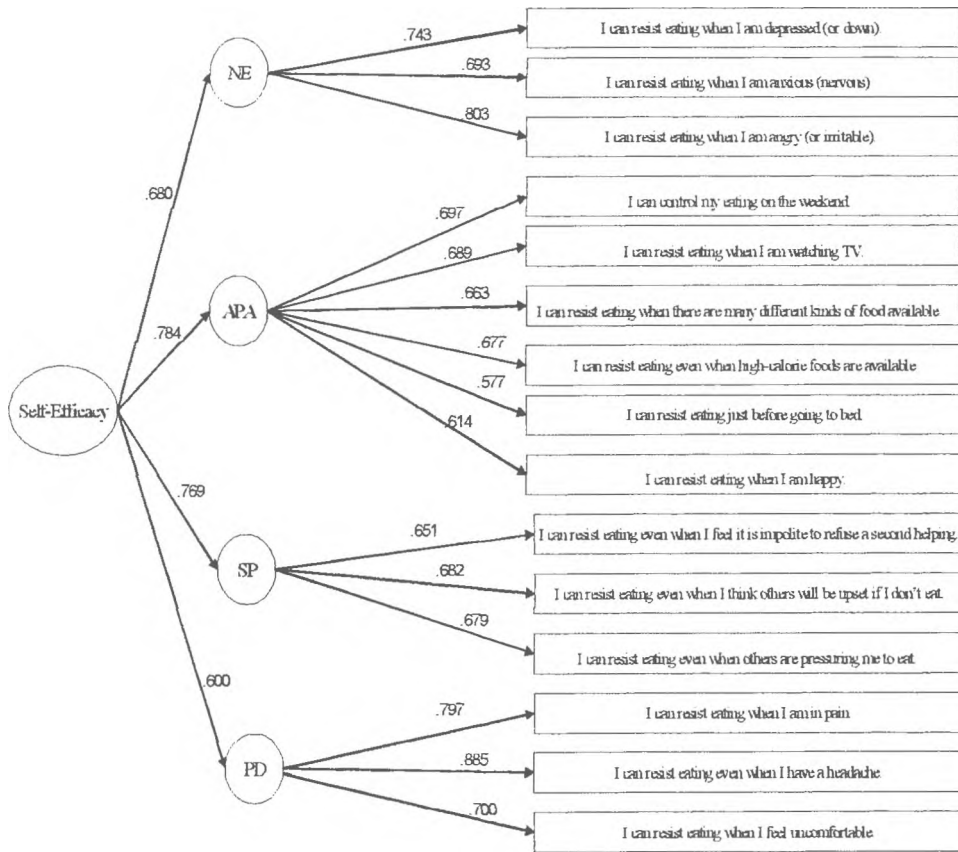 .743
I can resist eating when I am depressed (or down).
NE
.693
I can resist eating when I am anxious (nervous)
.803
I can resist eating when I am angry (or irritable).
.680
.697
I can control my eating on the weekend.
.689
I can resist eating when I am watching TV.
APA
.663
I can resist eating when there are many different kinds of food available
.784
.677
I can resist eating even when high-calorie foods are available
.577
I can resist eating just before going to bed.
Self-Efficacy
.614
I can resist eating when I am happy.
.769
.651
I can resist eating even when I feel it is impolite to refuse a second helping.
SP
.682
I can resist eating even when I think others will be upset if I don't eat.
.679
I can resist eating even when others are pressuring me to eat.
.600
.797
I can resist eating when I am in pain
PD
.885
I can resist eating even when I have a headache.
.700
I can resist eating when I feel uncomfortable